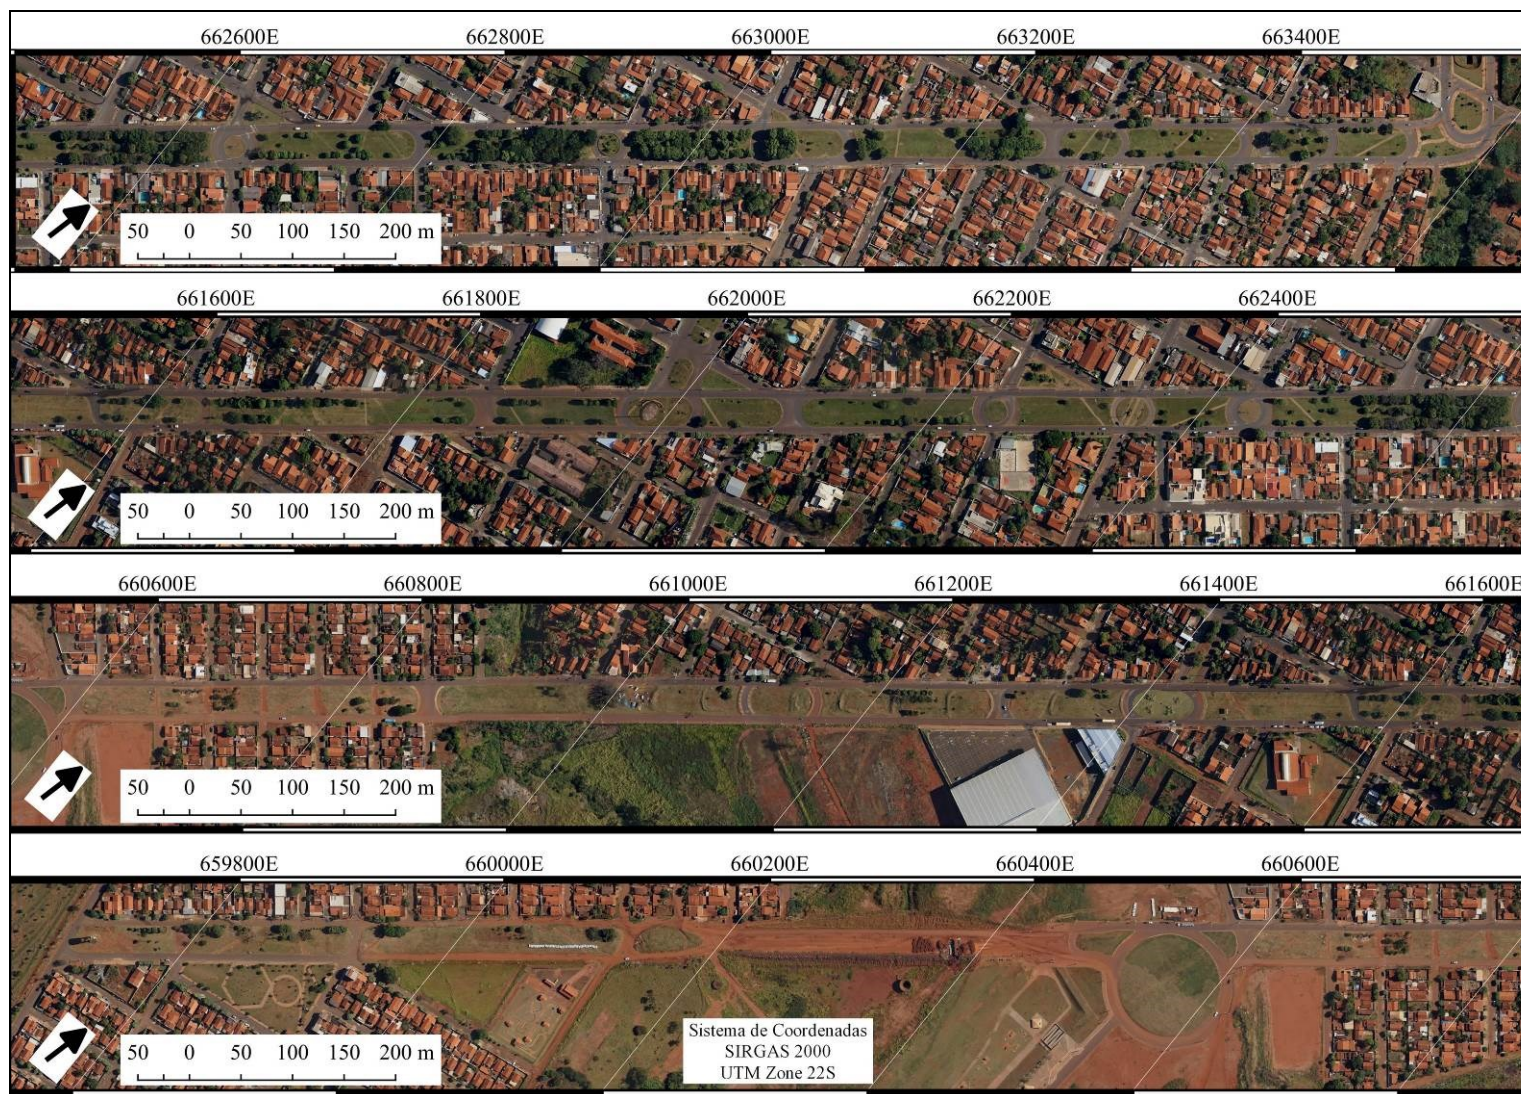 662600E 662800E 663000E 663200E 663400E
50 0 50 100 150 200 m
661600E 661800E 662000E 662200E 662400E
50 0 50 100 150 200 m
660600E 660800E 661000E 661200E 661400E 661600E
50 0 50 100 150 200 m
659800E 660000E 660200E 660400E 660600E
50 0 50 100 150 200 m
Sistema de Coordenadas
SIRGAS 2000
UTM Zone 22S